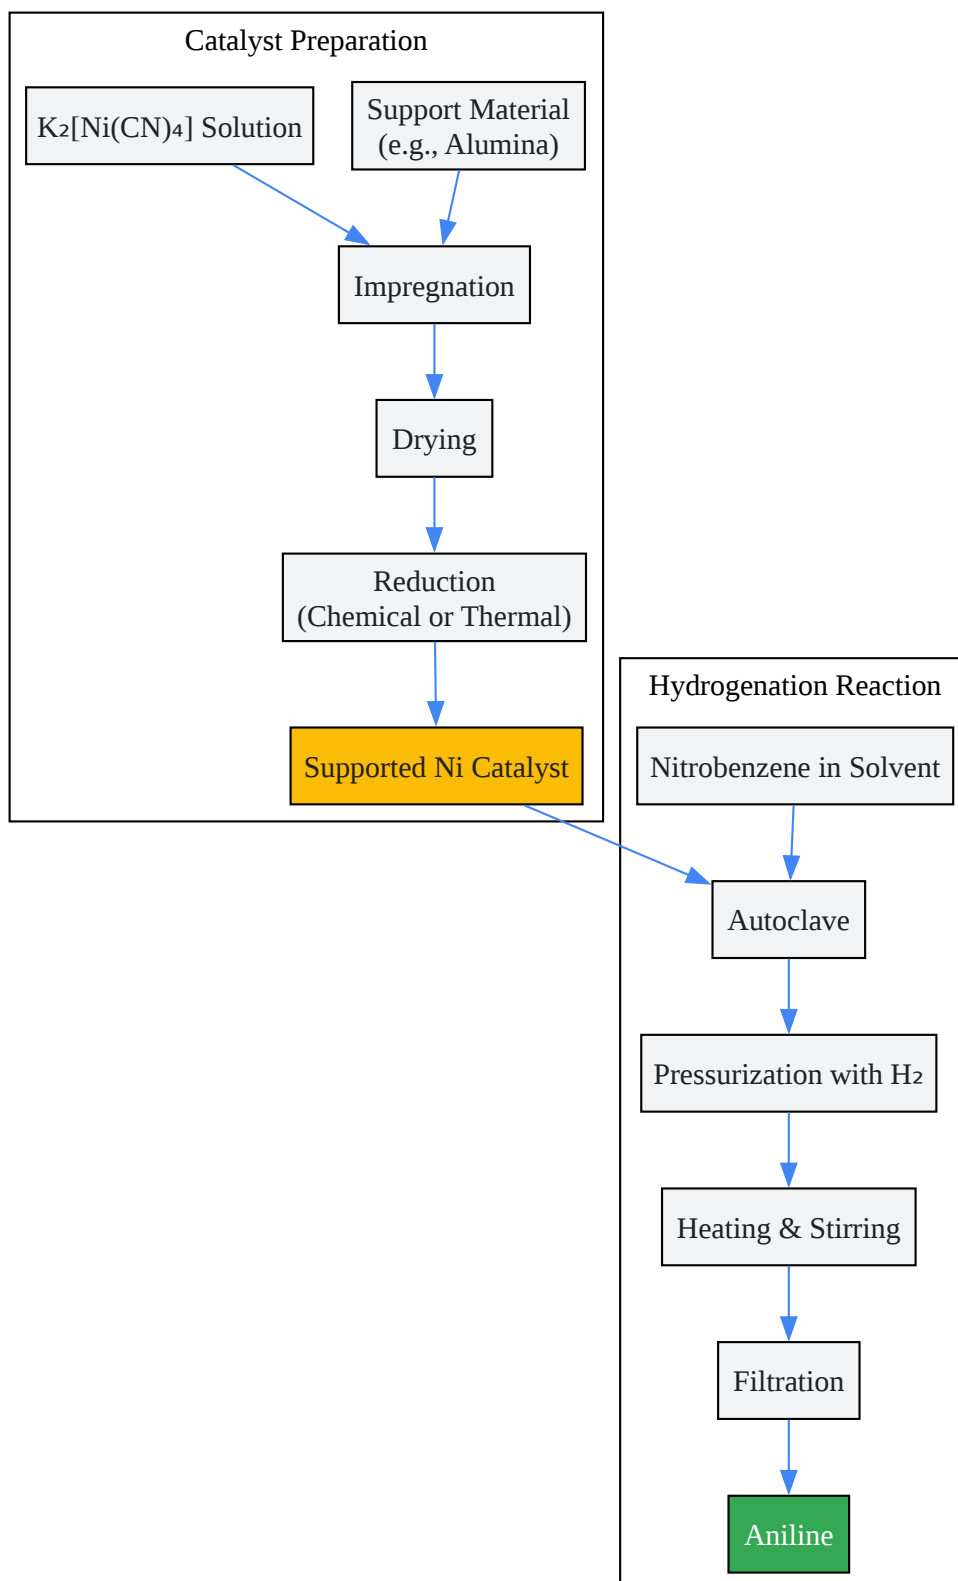 Catalyst Preparation
K₂[Ni(CN)₄] Solution
Support Material
(e.g., Alumina)
Impregnation
Drying
Reduction
(Chemical or Thermal)
Supported Ni Catalyst
Hydrogenation Reaction
Nitrobenzene in Solvent
Autoclave
Pressurization with H₂
Heating & Stirring
Filtration
Aniline